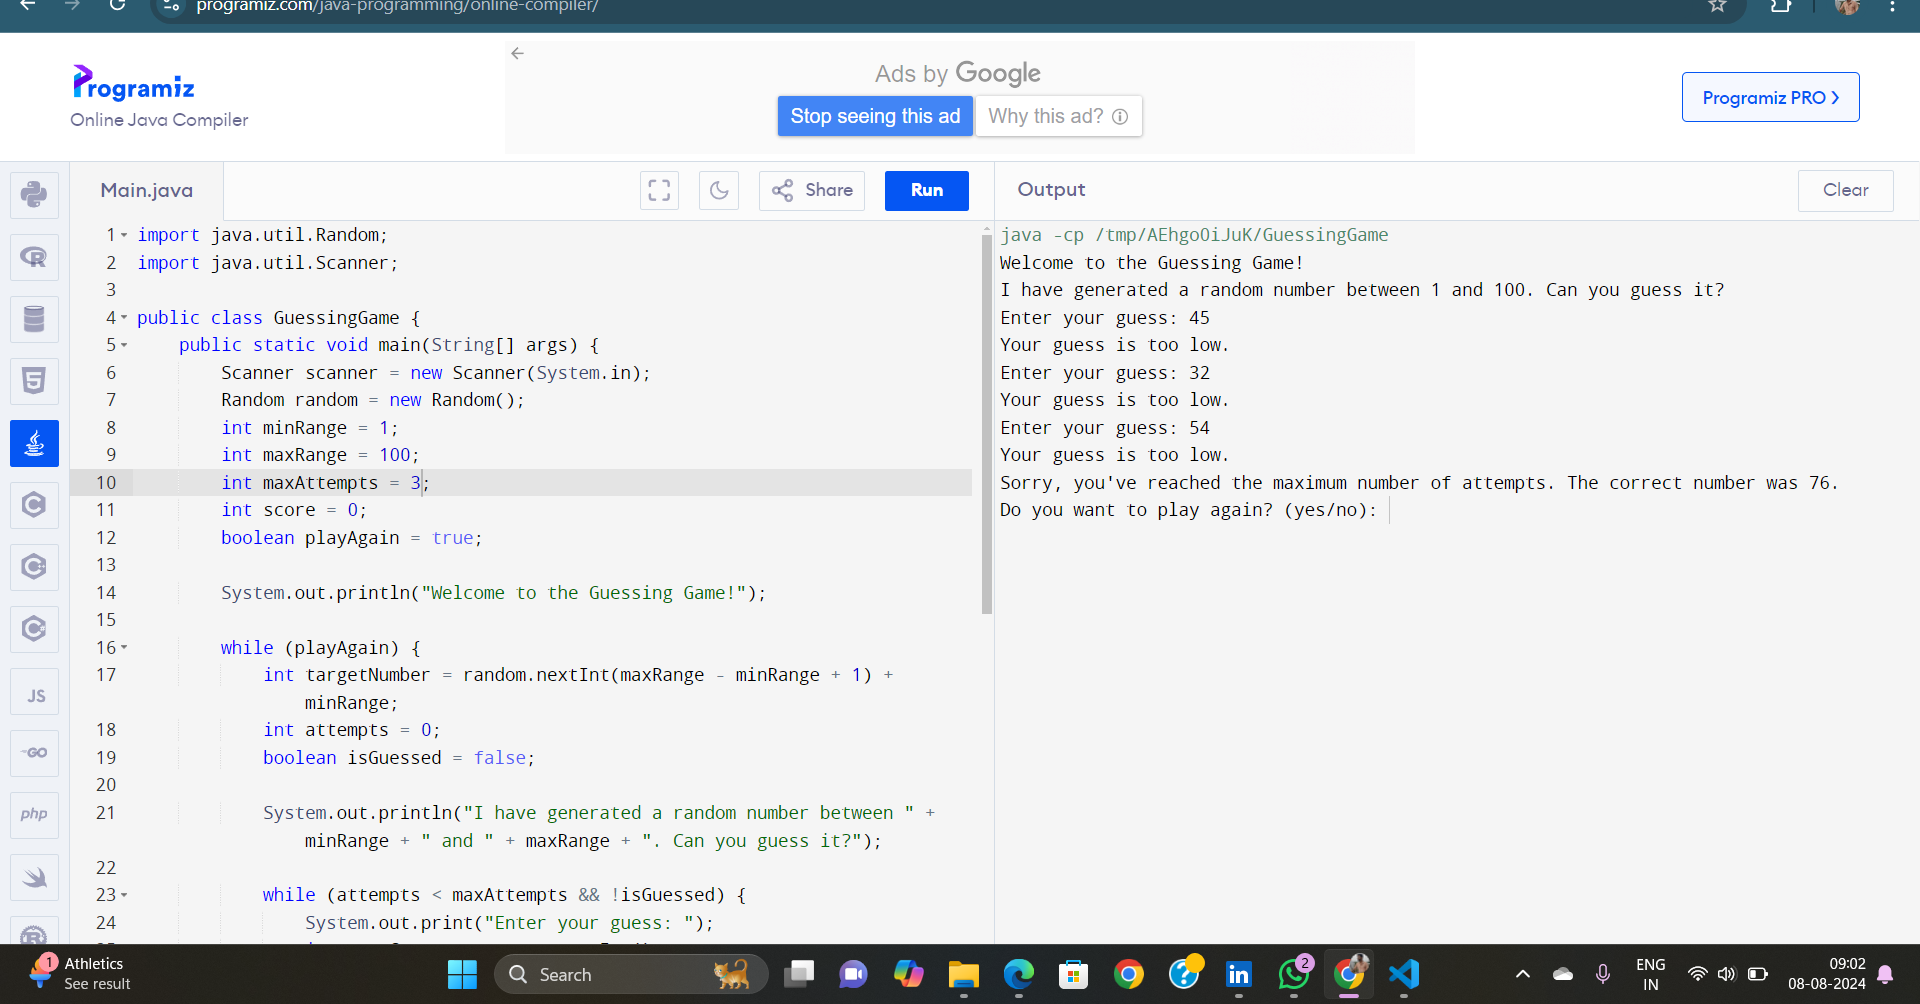 programiz.com/java-programming/online-compiler/
Programiz
Online Java Compiler
Ads by Google
Stop seeing this ad
Why this ad?
Programiz PRO
Main.java
Share
Run
Output
Clear
1 import java.util.Random;
2 import java.util.Scanner;
3
4 public class GuessingGame {
5 public static void main(String[] args) {
6 Scanner scanner = new Scanner(System.in);
7 Random random = new Random();
8 int minRange = 1;
9 int maxRange = 100;
10 int maxAttempts = 3;
11 int score = 0;
12 boolean playAgain = true;
13
14 System.out.println("Welcome to the Guessing Game!");
15
16 while (playAgain) {
17 int targetNumber = random.nextInt(maxRange - minRange + 1) +
minRange;
18 int attempts = 0;
19 boolean isGuessed = false;
20
21 System.out.println("I have generated a random number between " +
minRange + " and " + maxRange + ". Can you guess it?");
22
23 while (attempts < maxAttempts && !isGuessed) {
24 System.out.print("Enter your guess: ");
java -cp /tmp/AEhgo0iJuK/GuessingGame
Welcome to the Guessing Game!
I have generated a random number between 1 and 100. Can you guess it?
Enter your guess: 45
Your guess is too low.
Enter your guess: 32
Your guess is too low.
Enter your guess: 54
Your guess is too low.
Sorry, you've reached the maximum number of attempts. The correct number was 76.
Do you want to play again? (yes/no):
JS
GO
php
1
Athletics
See result
Search
2
ENG
IN
09:02
08-08-2024